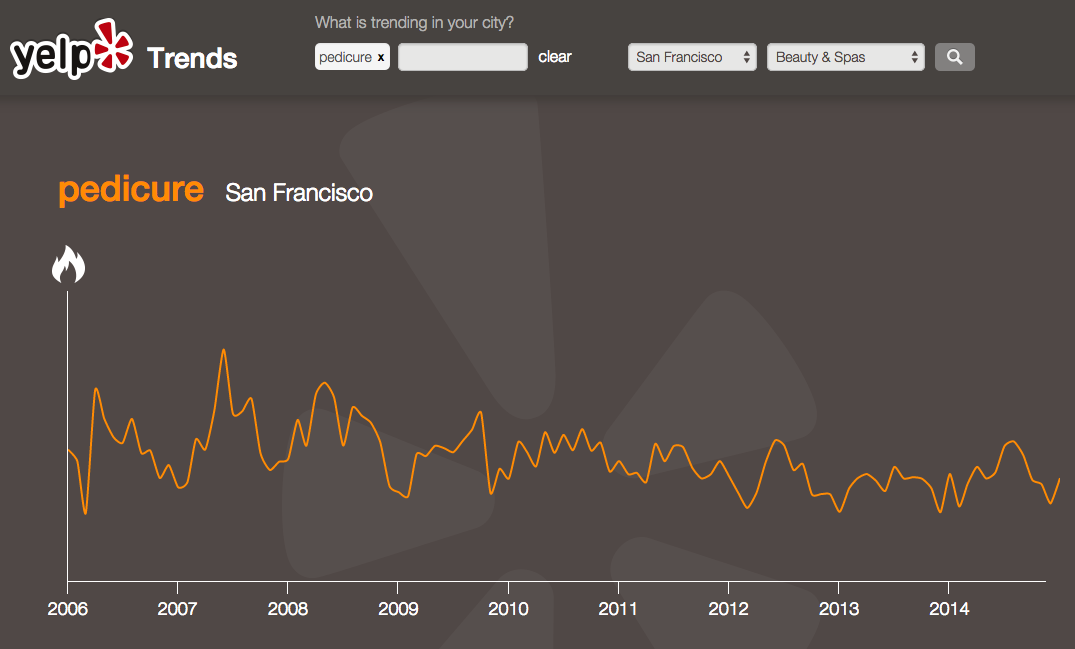 What is trending in your city?
yelp Trends
pedicure x clear San Francisco Beauty & Spas
pedicure San Francisco
2006 2007 2008 2009 2010 2011 2012 2013 2014